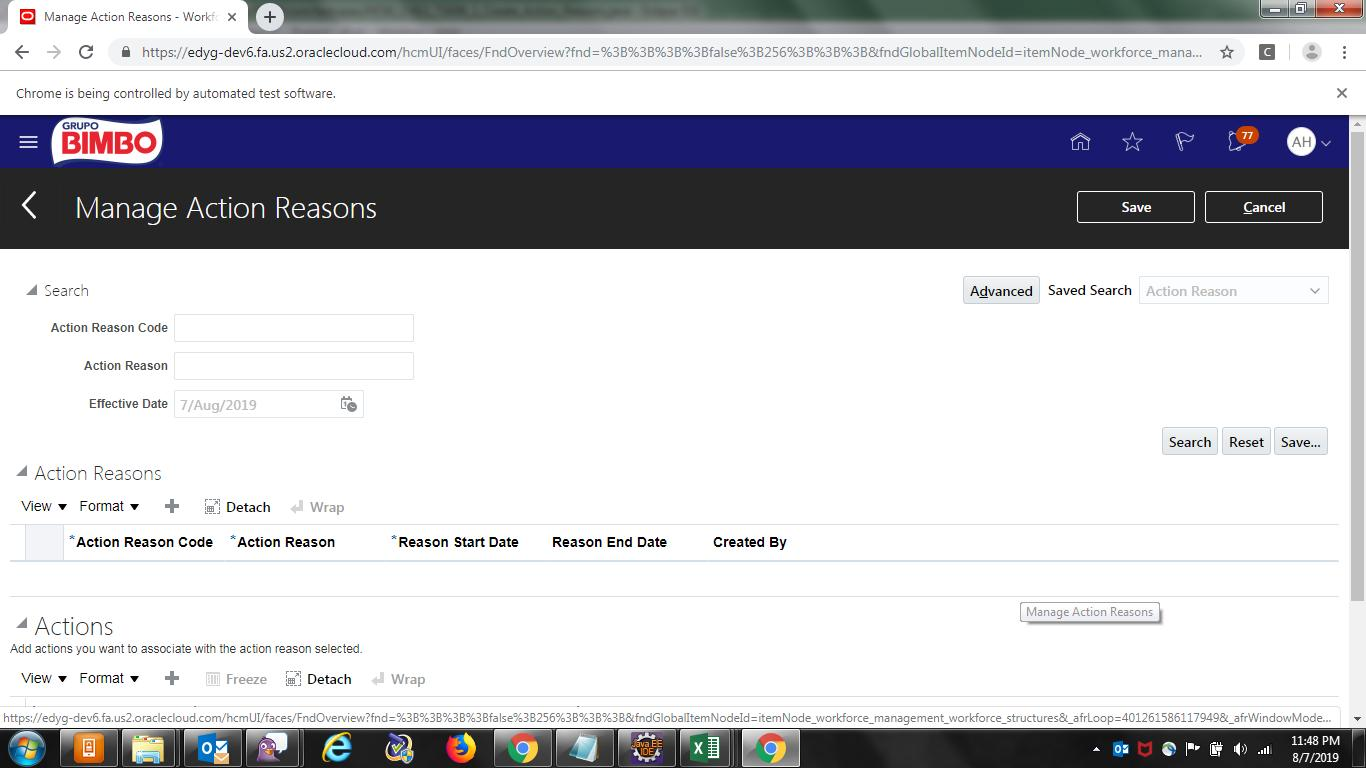 Manage Action Reasons - Workfo
https://edyg-dev6.fa.us2.oraclecloud.com/hcmUI/faces/FndOverview?fnd=%3B%3B%3B%3Bfalse%3B256%3B%3B%3B&fndGlobalItemNodeId=itemNode_workforce_mana...
C
Chrome is being controlled by automated test software.
GRUPO
BIMBO
77
AH
Manage Action Reasons
Save
Cancel
Search
Advanced
Saved Search
Action Reason
Action Reason Code
Action Reason
Effective Date
7/Aug/2019
Search
Reset
Save...
Action Reasons
View
Format
Detach
Wrap
*Action Reason Code *Action Reason *Reason Start Date Reason End Date Created By
Manage Action Reasons
Actions
Add actions you want to associate with the action reason selected.
View
Format
Freeze
Detach
Wrap
https://edyg-dev6.fa.us2.oraclecloud.com/hcmUI/faces/FndOverview?fnd=%3B%3B%3B%3Bfalse%3B256%3B%3B%3B&fndGlobalItemNodeId=itemNode_workforce_management_workforce_structures&_afrLoop=4012615861179498&_afrWindowMode...
Java EE
IDE
11:48 PM
8/7/2019